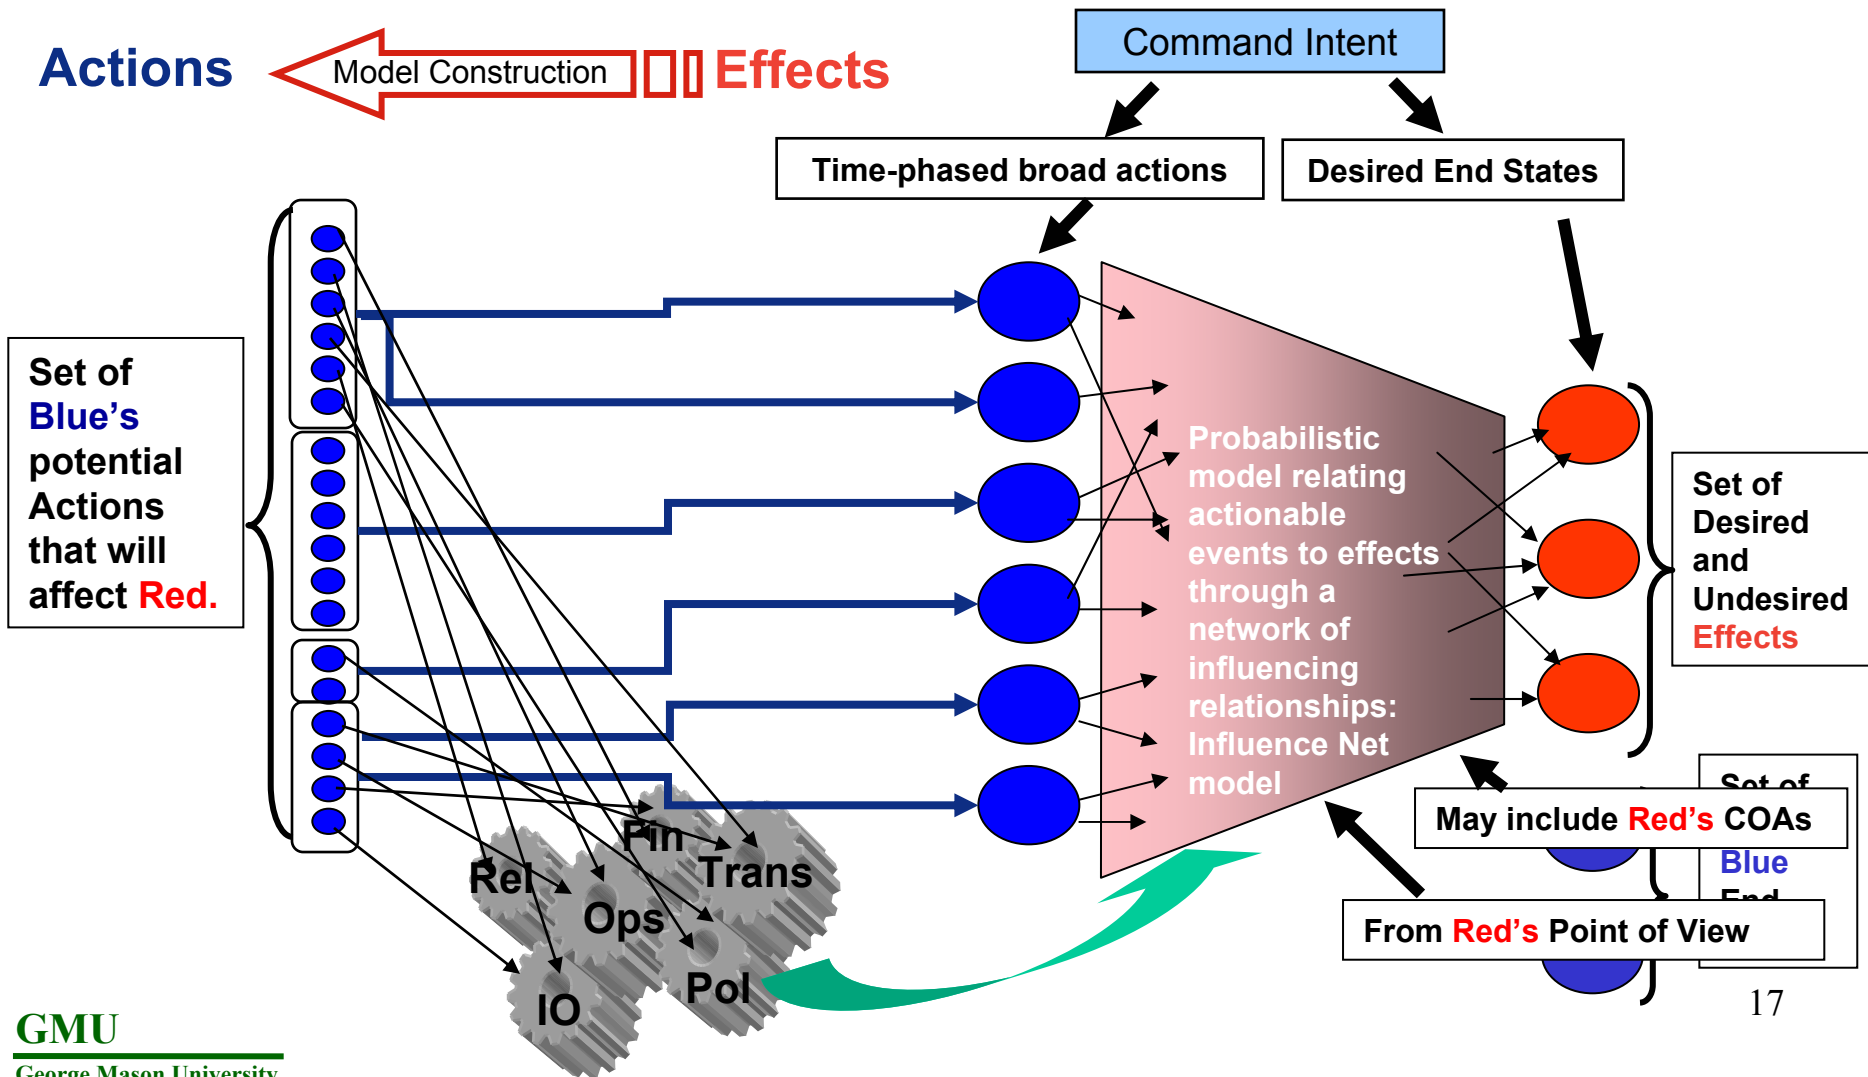 Actions
Model Construction
Effects
Command Intent
Time-phased broad actions
Desired End States
Set of
Blue's
potential
Actions
that will
affect Red.
Probabilistic
model relating
actionable
events to effects
through a
network of
influencing
relationships:
Influence Net
model
Set of
Desired
and
Undesired
Effects
Set of
May include Red's COAs
Blue
End
From Red's Point of View
Fin
Rel
Trans
Ops
Pol
IO
17
GMU
George Mason University